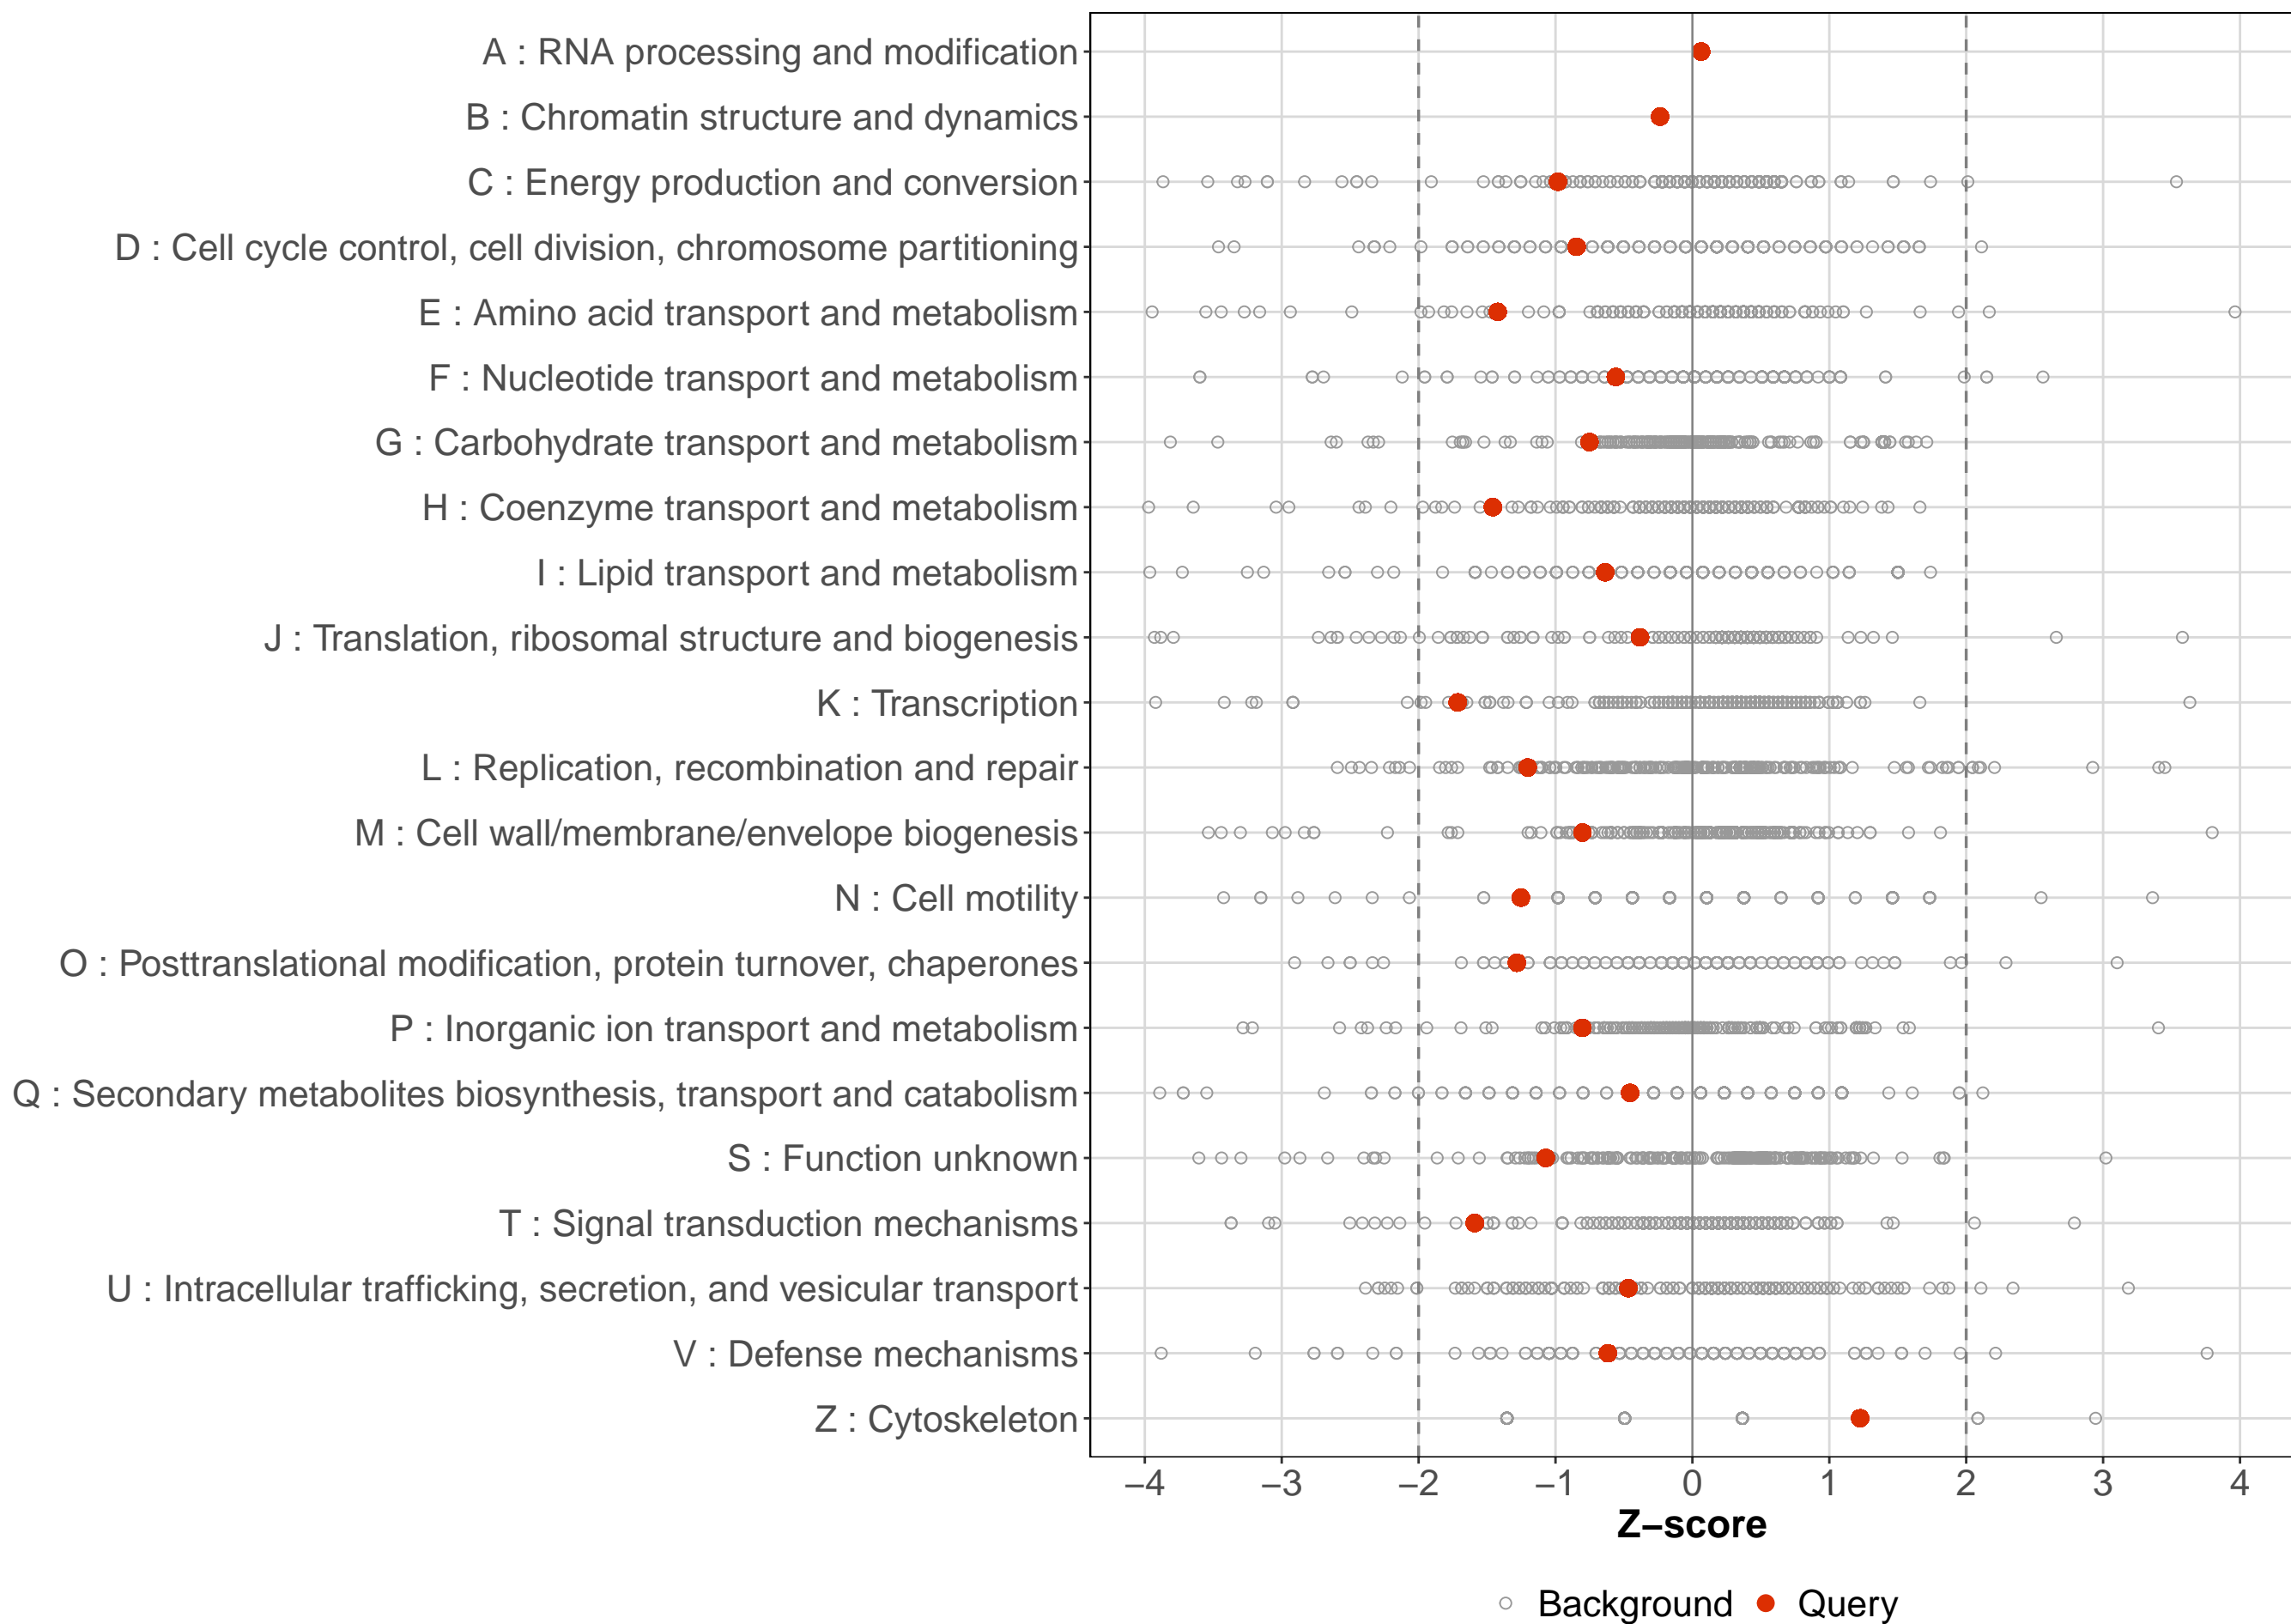 A : RNA processing and modification
B : Chromatin structure and dynamics
C : Energy production and conversion
D : Cell cycle control, cell division, chromosome partitioning
E : Amino acid transport and metabolism
F : Nucleotide transport and metabolism
G : Carbohydrate transport and metabolism
H : Coenzyme transport and metabolism
I : Lipid transport and metabolism
J : Translation, ribosomal structure and biogenesis
K : Transcription
L : Replication, recombination and repair
M : Cell wall/membrane/envelope biogenesis
N : Cell motility
O : Posttranslational modification, protein turnover, chaperones
P : Inorganic ion transport and metabolism
Q : Secondary metabolites biosynthesis, transport and catabolism
S : Function unknown
T : Signal transduction mechanisms
U : Intracellular trafficking, secretion, and vesicular transport
V : Defense mechanisms
Z : Cytoskeleton
−4 −3 −2 −1 0 1 2 3 4
Z−score
Background Query